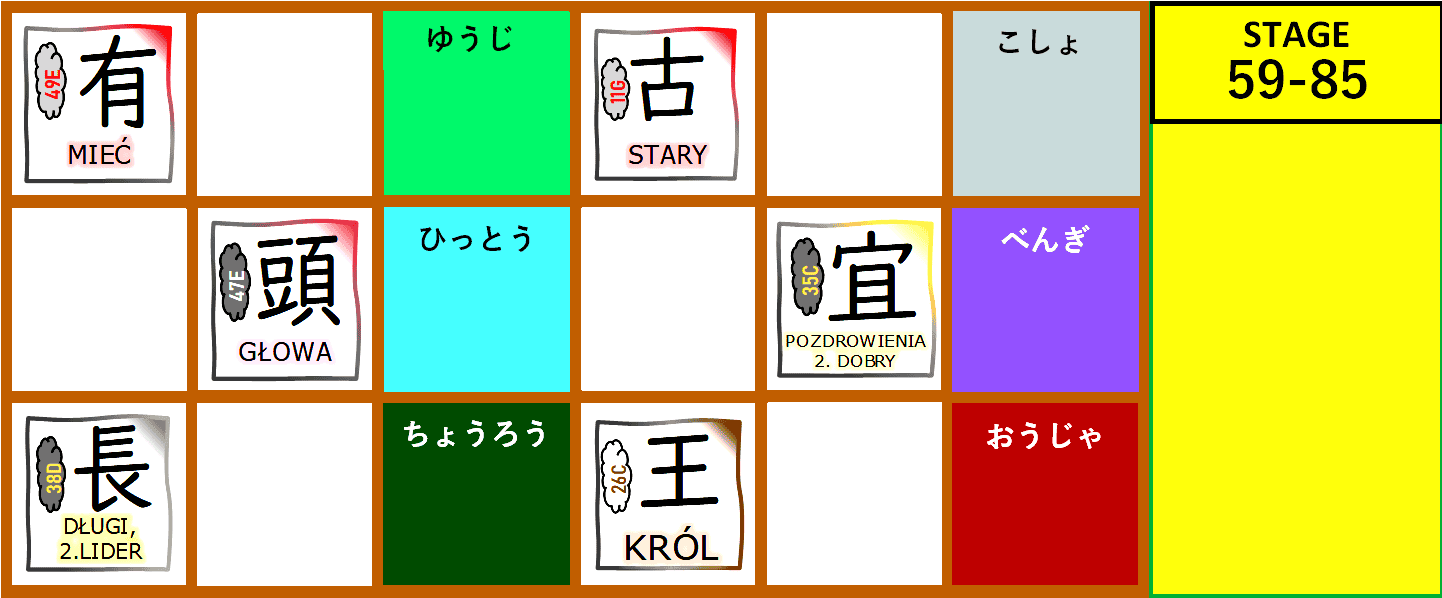 49E
有
MIEĆ
ゆうじ
11G
古
STARY
こしょ
STAGE
59-85
47E
頭
GŁOWA
ひっとう
35C
宜
POZDROWIENIA
2. DOBRY
べんぎ
38D
長
DŁUGI,
2.LIDER
ちょうろう
26C
王
KRÓL
おうじゃ